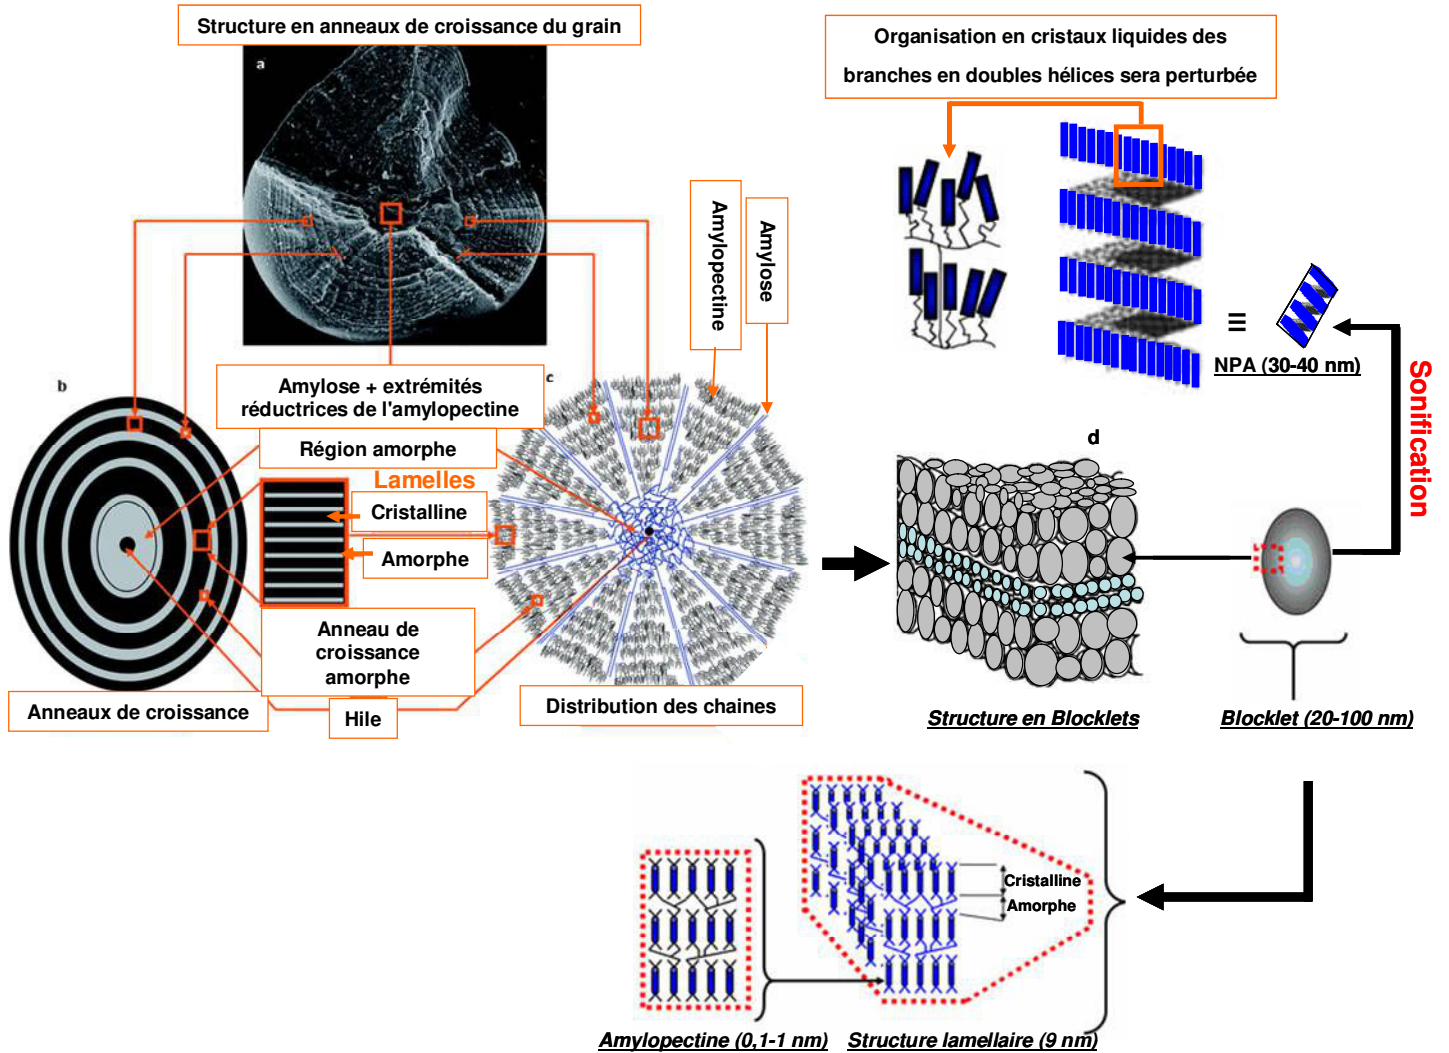 Structure en anneaux de croissance du grain
a
Organisation en cristaux liquides des
branches en doubles hélices sera perturbée
Amylopectine
Amylose
≡
NPA (30-40 nm)
Sonification
b
Amylose + extrémités
réductrices de l'amylopectine
c
Région amorphe
Lamelles
Cristalline
Amorphe
d
Anneau de
croissance
amorphe
Anneaux de croissance
Hile
Distribution des chaines
Structure en Blocklets
Blocklet (20-100 nm)
Cristalline
Amorphe
Amylopectine (0,1-1 nm)
Structure lamellaire (9 nm)